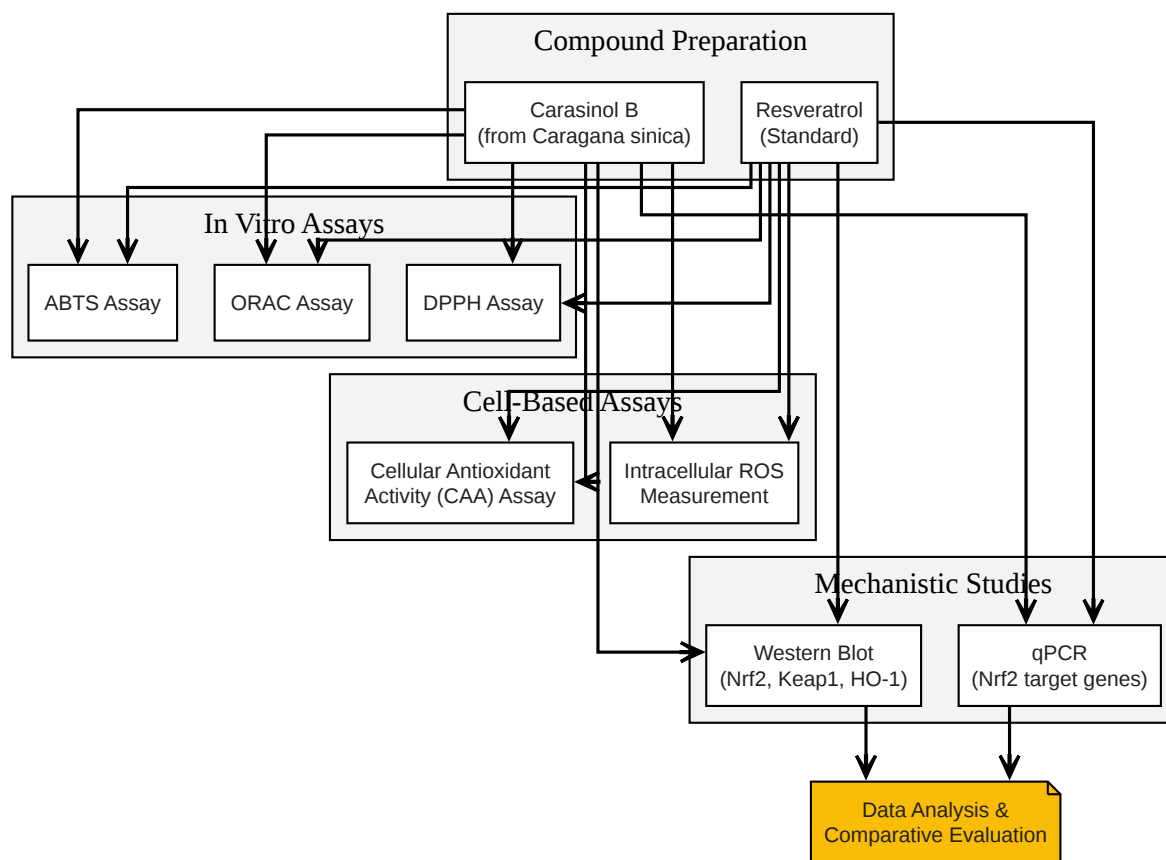 Compound Preparation
Carasinol B
(from Caragana sinica)
Resveratrol
(Standard)
In Vitro Assays
ABTS Assay
ORAC Assay
DPPH Assay
Cell-Based Assays
Cellular Antioxidant
Activity (CAA) Assay
Intracellular ROS
Measurement
Mechanistic Studies
Western Blot
(Nrf2, Keap1, HO-1)
qPCR
(Nrf2 target genes)
Data Analysis &
Comparative Evaluation